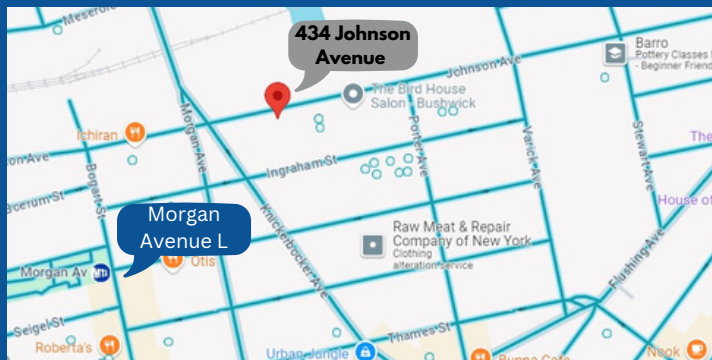 Meserole
434 Johnson
Avenue
Barro
Pottery Classes
- Beginner Friend
Johnson Ave
The Bird House
Salon - Bushwick
Ichiran
Morgan Ave
Porter Ave
Varick Ave
Stewart Ave
The
on Ave
Ingraham St
Bogart St
Boerum St
House of
Morgan
Avenue L
Knickerbocker Ave
Raw Meat & Repair
Company of New York
Clothing
alteration service
Flushing Ave
Morgan Av
Otis
Seigel St
Thames St
Roberta's
Urban Jungle
Cafe
Nook